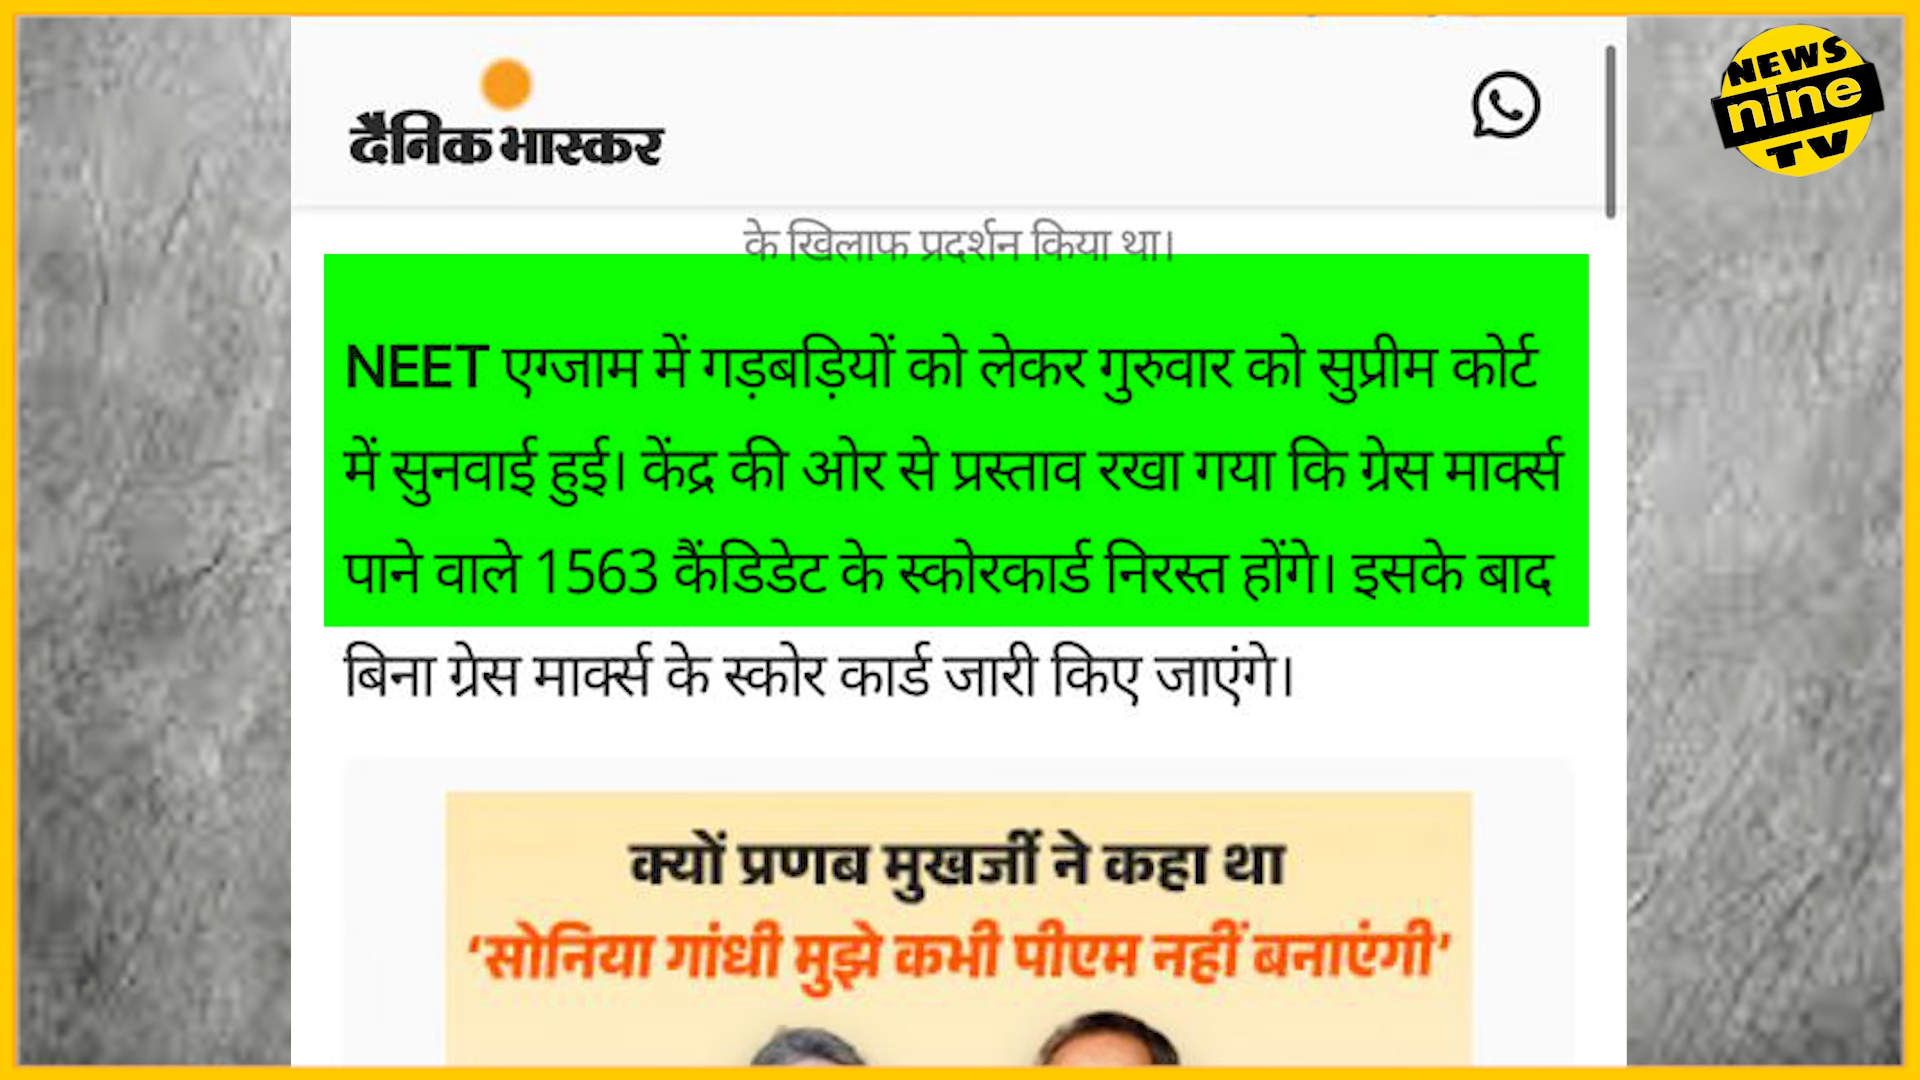 NEWS
nine
TV
दैनिक भास्कर
के खिलाफ प्रदर्शन किया था।
NEET एग्जाम में गड़बड़ियों को लेकर गुरुवार को सुप्रीम कोर्ट
में सुनवाई हुई। केंद्र की ओर से प्रस्ताव रखा गया कि ग्रेस मार्क्स
पाने वाले 1563 कैंडिडेट के स्कोरकार्ड निरस्त होंगे। इसके बाद
बिना ग्रेस मार्क्स के स्कोर कार्ड जारी किए जाएंगे।
क्यों प्रणब मुखर्जी ने कहा था
‘सोनिया गांधी मुझे कभी पीएम नहीं बनाएंगी’